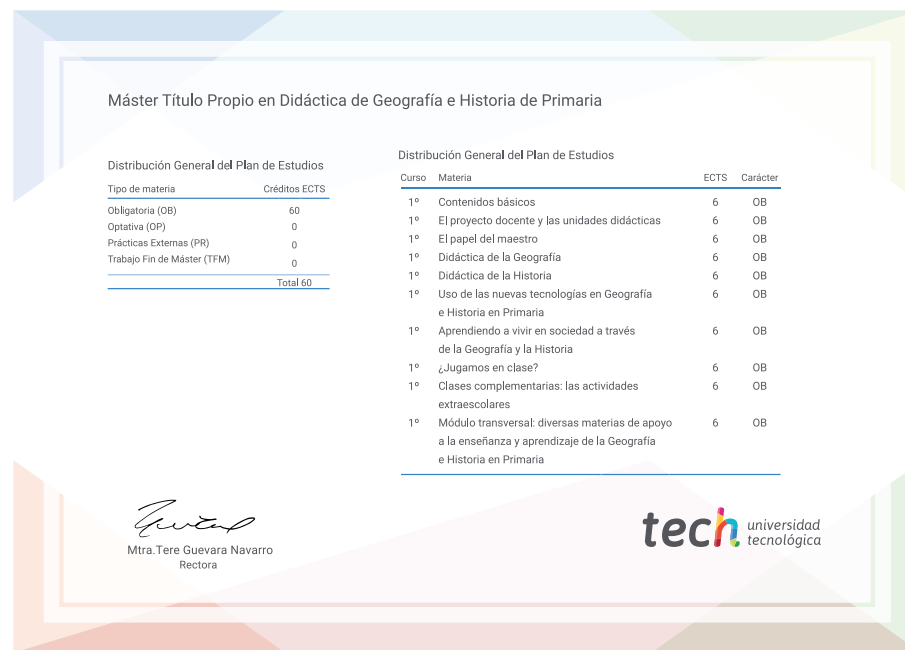 Máster Título Propio en Didáctica de Geografía e Historia de Primaria
Distribución General del Plan de Estudios
Tipo de materia Créditos ECTS
Obligatoria (OB) 60
Optativa (OP) 0
Prácticas Externas (PR) 0
Trabajo Fin de Máster (TFM) 0
Total 60
Distribución General del Plan de Estudios
Curso Materia ECTS Carácter
1º Contenidos básicos 6 OB
1º El proyecto docente y las unidades didácticas 6 OB
1º El papel del maestro 6 OB
1º Didáctica de la Geografía 6 OB
1º Didáctica de la Historia 6 OB
1º Uso de las nuevas tecnologías en Geografía 6 OB
e Historia en Primaria
1º Aprendiendo a vivir en sociedad a través 6 OB
de la Geografía y la Historia
1º ¿Jugamos en clase? 6 OB
1º Clases complementarias: las actividades 6 OB
extraescolares
1º Módulo transversal: diversas materias de apoyo 6 OB
a la enseñanza y aprendizaje de la Geografía
e Historia en Primaria
Mtra.Tere Guevara Navarro
Rectora
tech universidad
tecnológica